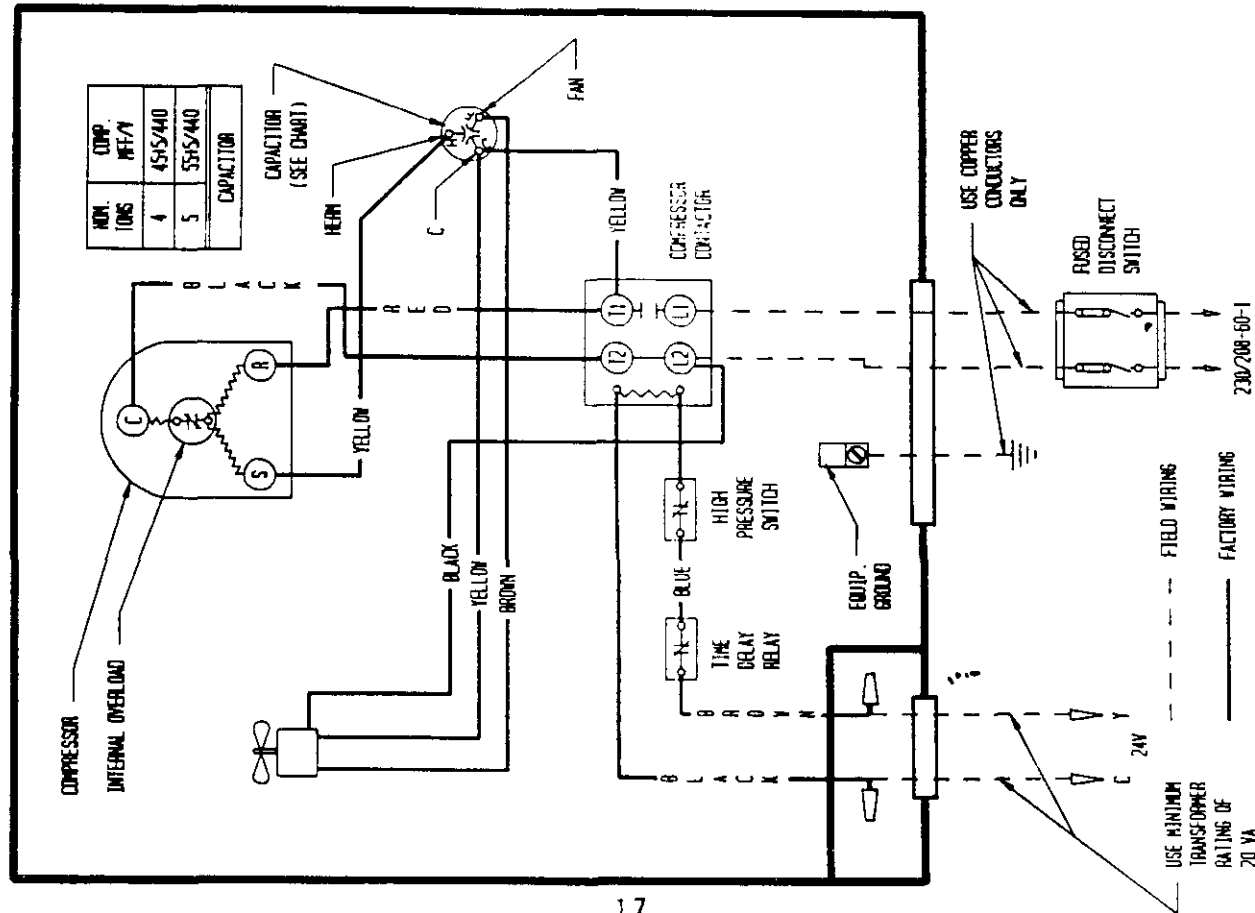 NOM. TONS
COMP. MFF/V
4
45+5/440
5
55+5/440
CAPACITOR
COMPRESSOR
INTERNAL OVERLOAD
C
S
R
BLACK
RED
YELLOW
HERM
CAPACITOR
(SEE CHART)
FAN
C
H
YELLOW
BLACK
YELLOW
BROWN
COMPRESSOR
CONTACTOR
T2
T1
L2
L1
HIGH
PRESSURE
SWITCH
BLUE
TIME
DELAY
RELAY
BROWN
BLACK
EQUIP.
GROUND
USE COPPER
CONDUCTORS
ONLY
FUSED
DISCONNECT
SWITCH
230/208-60-1
C
24V
Y
USE MINIMUM
TRANSFORMER
RATING OF
20 VA
FIELD WIRING
FACTORY WIRING
17